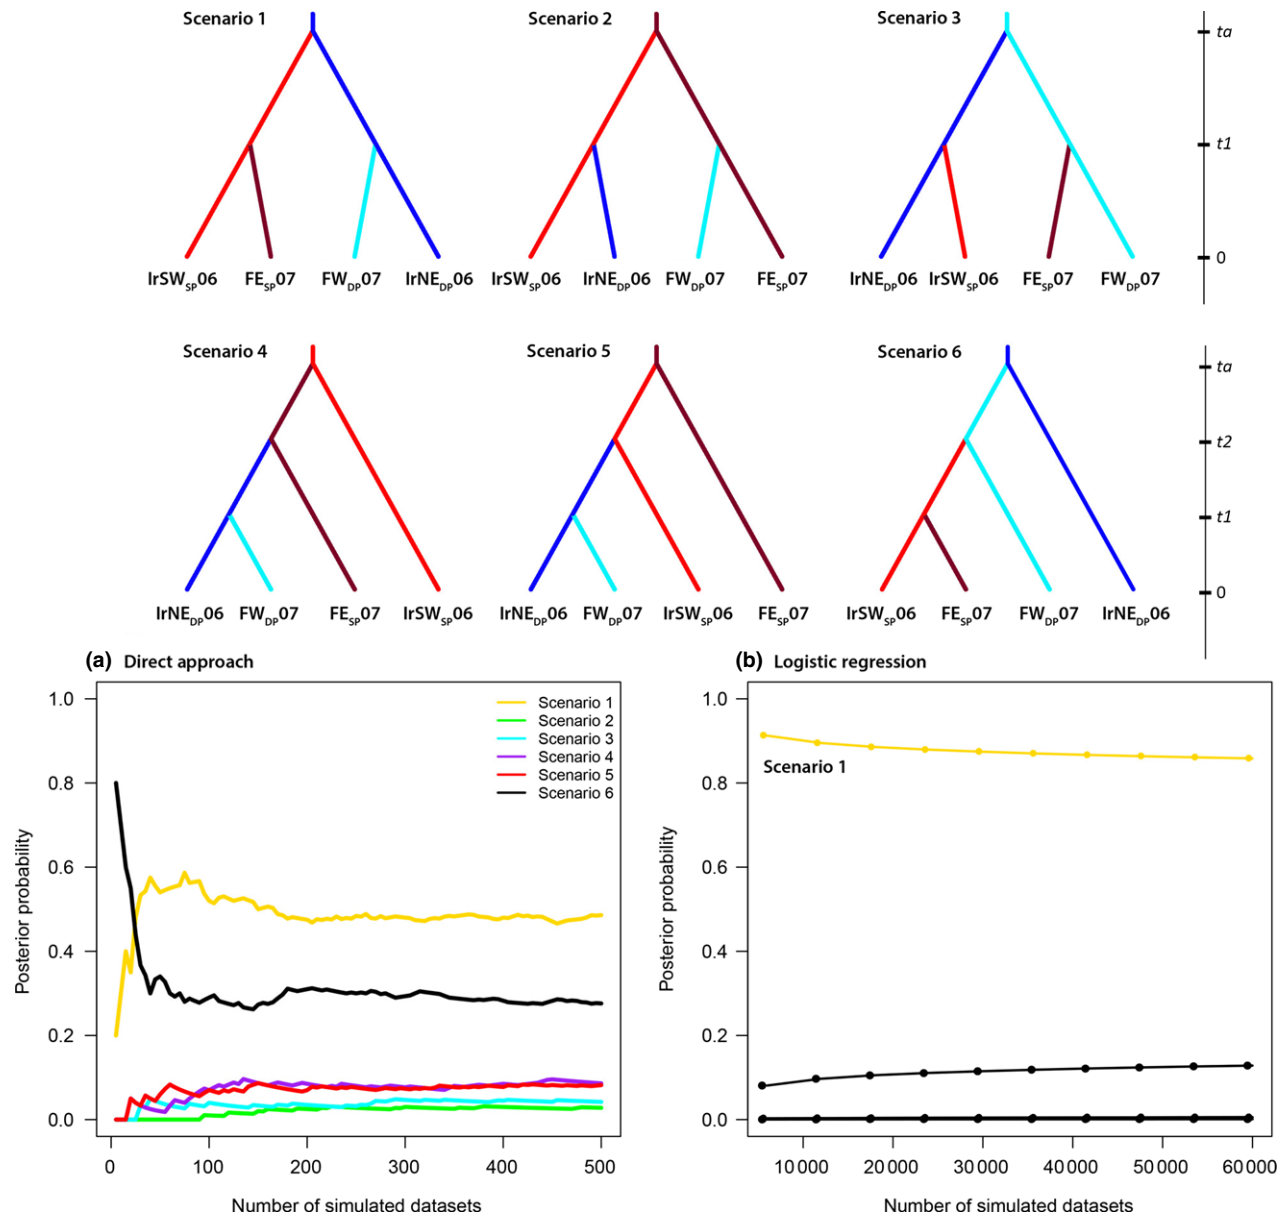 Scenario 1 Scenario 2 Scenario 3
ta
t1
0
IrSWSP06 FESP07 FWDP07 IrNEDP06 IrSWSP06 IrNEDP06 FWDP07 FESP07 IrNEDP06 IrSWSP06 FESP07 FWDP07
Scenario 4 Scenario 5 Scenario 6
ta
t2
t1
0
IrNEDP06 FWDP07 FESP07 IrSWSP06 IrNEDP06 FWDP07 IrSWSP06 FESP07 IrSWSP06 FESP07 FWDP07 IrNEDP06
(a) Direct approach
Posterior probability
1.0
0.8
0.6
0.4
0.2
0.0
Scenario 1
Scenario 2
Scenario 3
Scenario 4
Scenario 5
Scenario 6
0 100 200 300 400 500
Number of simulated datasets
(b) Logistic regression
Posterior probability
1.0
0.8
0.6
0.4
0.2
0.0
Scenario 1
10 000 20 000 30 000 40 000 50 000 60 000
Number of simulated datasets